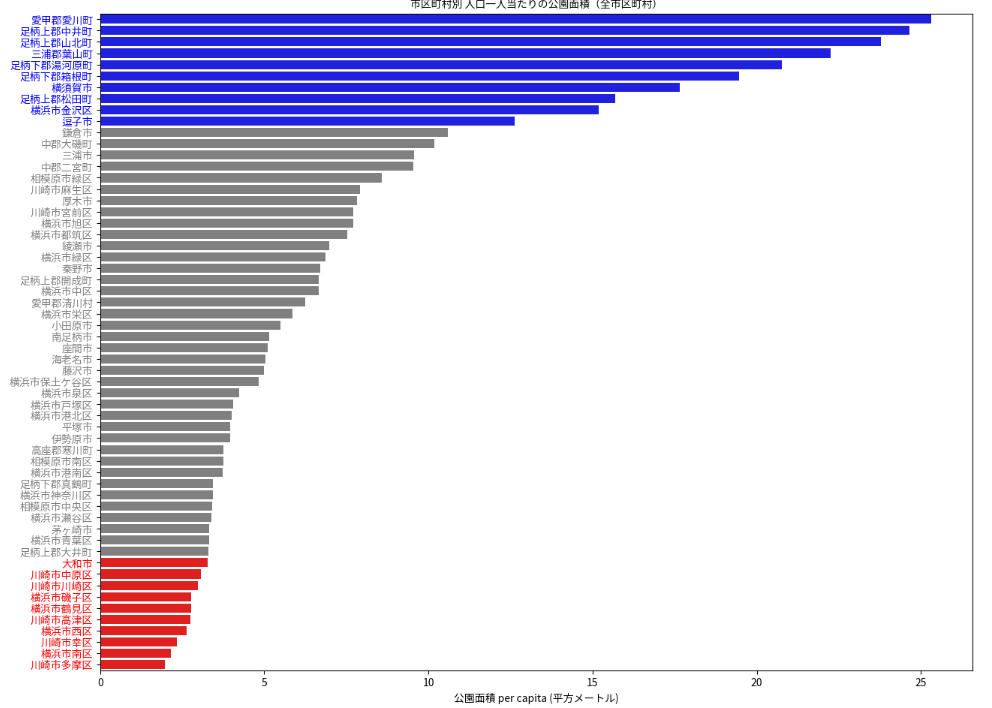 市区町村別 人口一人当たりの公園面積（全市区町村）
愛甲郡愛川町
足柄上郡中井町
足柄上郡山北町
三浦郡葉山町
足柄下郡湯河原町
足柄下郡箱根町
横須賀市
足柄上郡松田町
横浜市金沢区
逗子市
鎌倉市
中郡大磯町
三浦市
中郡二宮町
相模原市緑区
川崎市麻生区
厚木市
川崎市宮前区
横浜市旭区
横浜市都筑区
綾瀬市
横浜市緑区
秦野市
足柄上郡開成町
横浜市中区
愛甲郡清川村
横浜市栄区
小田原市
南足柄市
座間市
海老名市
藤沢市
横浜市保土ケ谷区
横浜市泉区
横浜市戸塚区
横浜市港北区
平塚市
伊勢原市
高座郡寒川町
相模原市南区
横浜市港南区
足柄下郡真鶴町
横浜市神奈川区
相模原市中央区
横浜市瀬谷区
茅ヶ崎市
横浜市青葉区
足柄上郡大井町
大和市
川崎市中原区
川崎市川崎区
横浜市磯子区
横浜市鶴見区
川崎市高津区
横浜市西区
川崎市幸区
横浜市南区
川崎市多摩区
0 5 10 15 20 25
公園面積 per capita (平方メートル)